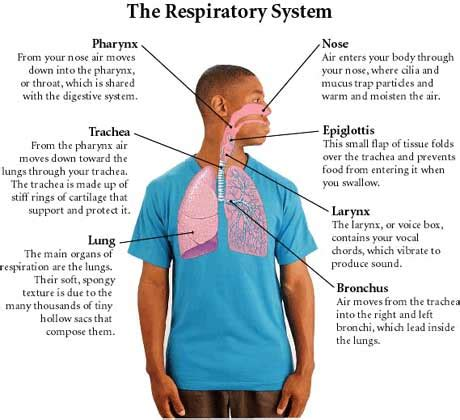 The Respiratory System
Pharynx
From your nose air moves
down into the pharynx,
or throat, which is shared
with the digestive system.
Trachea
From the pharynx air
moves down toward the
lungs through your trachea.
The trachea is made up of
stiff rings of cartilage that
support and protect it.
Lung
The main organs of
respiration are the lungs.
Their soft, spongy
texture is due to the
many thousands of tiny
hollow sacs that
compose them.
Nose
Air enters your body through
your nose, where cilia and
mucus trap particles and
warm and moisten the air.
Epiglottis
This small flap of tissue folds
over the trachea and prevents
food from entering it when
you swallow.
Larynx
The larynx, or voice box,
contains your vocal
chords, which vibrate to
produce sound.
Bronchus
Air moves from the trachea
into the right and left
bronchi, which lead inside
the lungs.